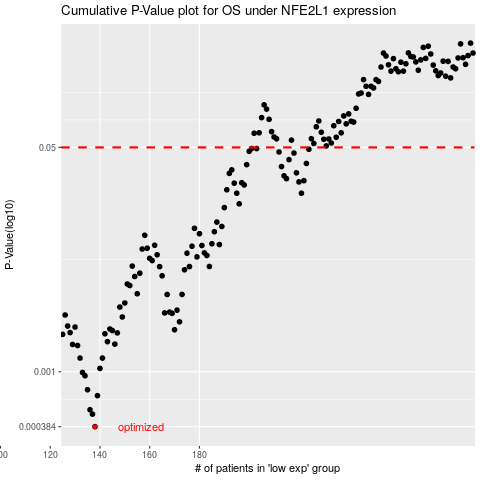 Cumulative P-Value plot for OS under NFE2L1 expression
P-Value(log10)
0.05
0.001
0.000384
optimized
00 120 140 160 180
# of patients in 'low exp' group